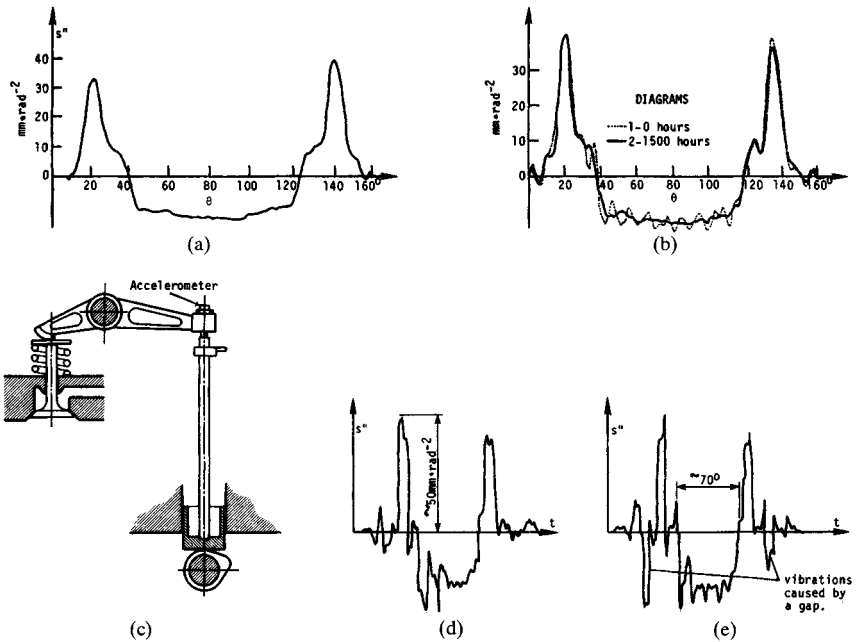 s"
mm•rad⁻²
40
30
20
10
0
20
40
60
80
100
120
140
160°
θ
(a)
mm•rad⁻²
30
20
10
0
DIAGRAMS
1-0 hours
2-1500 hours
20
40
60
80
100
120
140
160°
θ
(b)
Accelerometer
(c)
s"
~50mm•rad⁻²
t
(d)
s"
~70°
t
vibrations
caused by
a gap.
(e)